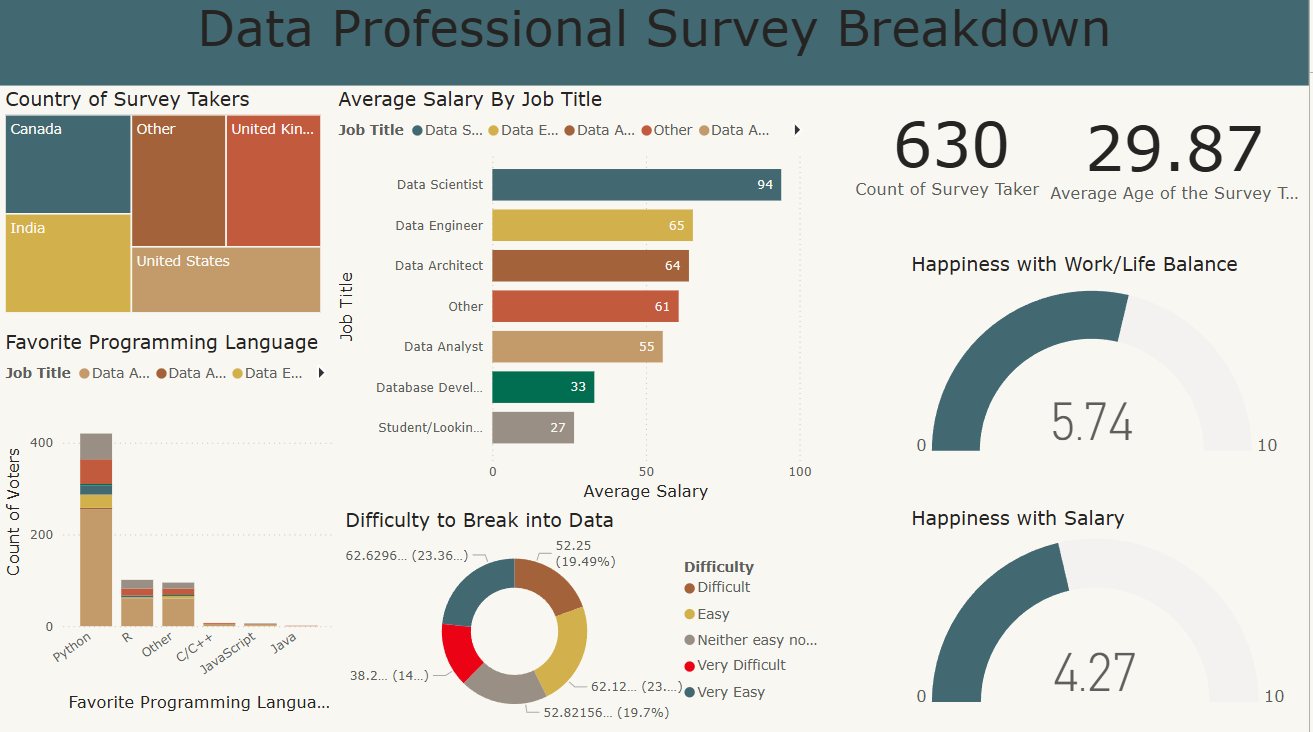 Data Professional Survey Breakdown
Country of Survey Takers
Canada
Other
United Kin...
India
United States
Favorite Programming Language
Job Title Data A... Data A... Data E...
Count of Voters
400
200
0
Python
R
Other
C/C++
JavaScript
Java
Favorite Programming Langua...
Average Salary By Job Title
Job Title Data S... Data E... Data A... Other Data A...
Job Title
Data Scientist 94
Data Engineer 65
Data Architect 64
Other 61
Data Analyst 55
Database Devel... 33
Student/Lookin... 27
0 50 100
Average Salary
Difficulty to Break into Data
62.6296... (23.36...)
52.25
(19.49%)
38.2... (14...)
62.12... (23....)
52.82156... (19.7%)
Difficulty
Difficult
Easy
Neither easy no...
Very Difficult
Very Easy
630
Count of Survey Taker
29.87
Average Age of the Survey T...
Happiness with Work/Life Balance
5.74
0 10
Happiness with Salary
4.27
0 10